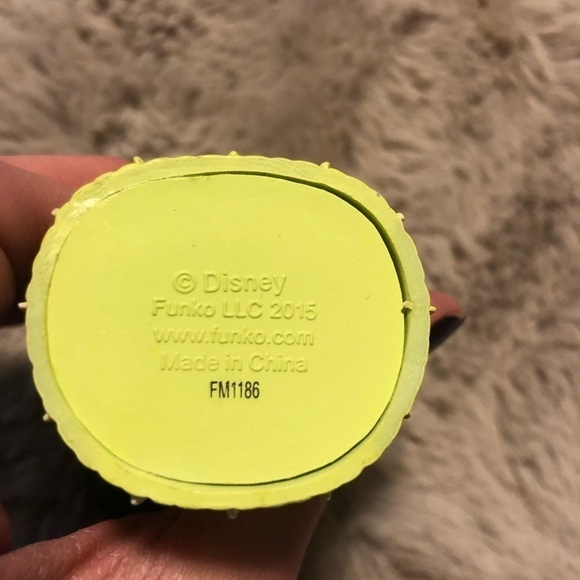 © Disney
Funko LLC 2015
www.funko.com
Made in China
FM1186